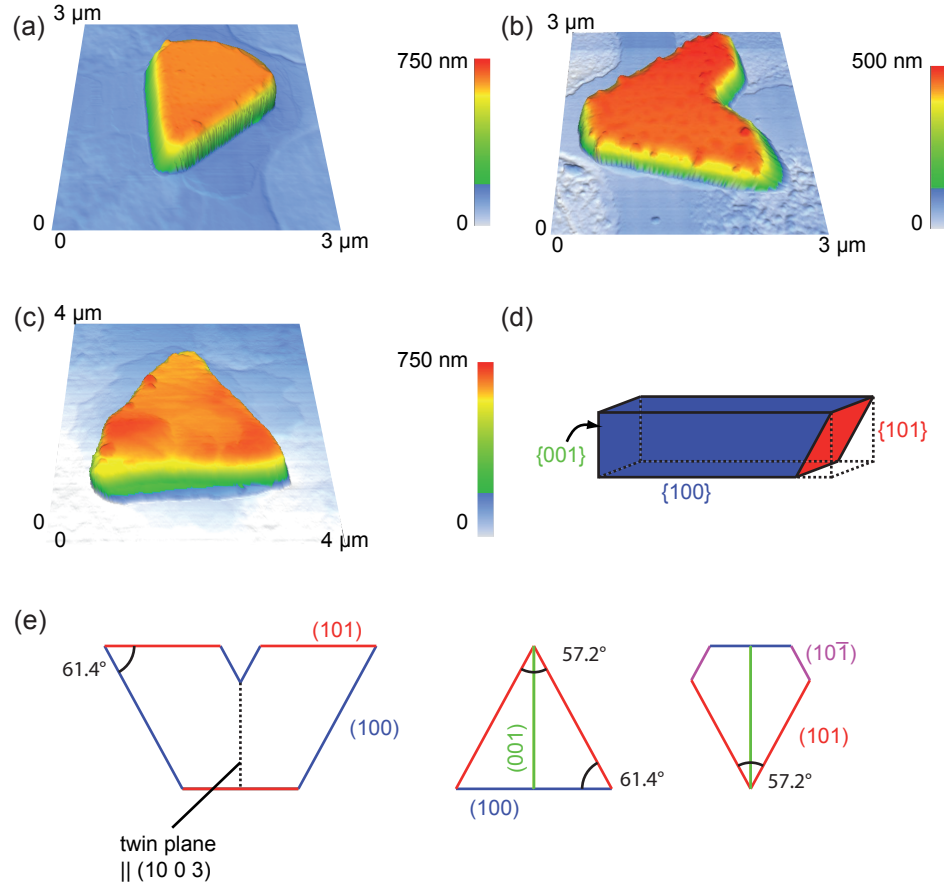 (a)
3 µm
0
0
3 µm
750 nm
0
(b)
3 µm
0
0
3 µm
500 nm
0
(c)
4 µm
0
0
4 µm
750 nm
0
(d)
{001}
{100}
{101}
(e)
61.4°
(101)
(100)
twin plane
|| (10 0 3)
57.2°
(001)
61.4°
(100)
(101̅)
(101)
57.2°